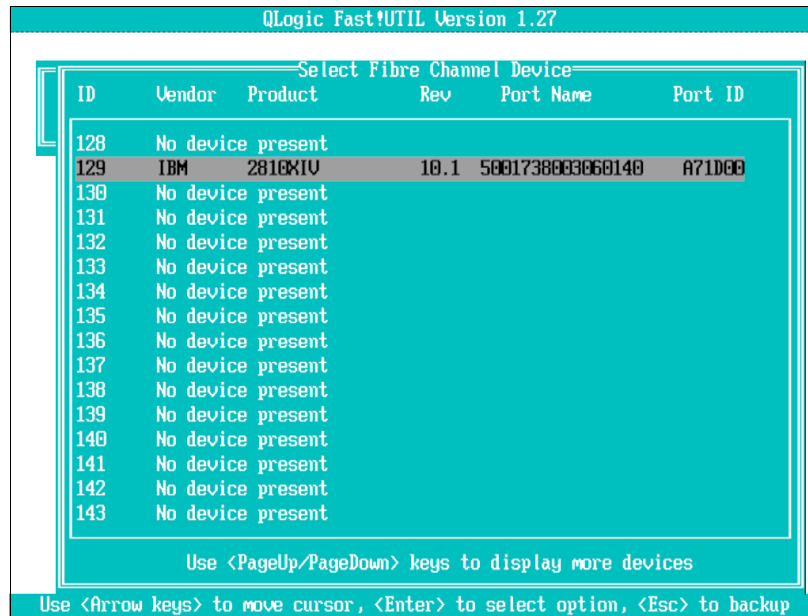 QLogic Fast!UTIL Version 1.27
Select Fibre Channel Device
ID Vendor Product Rev Port Name Port ID
128 No device present
129 IBM 2810XIV 10.1 5001738003060140 A71D00
130 No device present
131 No device present
132 No device present
133 No device present
134 No device present
135 No device present
136 No device present
137 No device present
138 No device present
139 No device present
140 No device present
141 No device present
142 No device present
143 No device present
Use <PageUp/PageDown> keys to display more devices
Use <Arrow keys> to move cursor, <Enter> to select option, <Esc> to backup